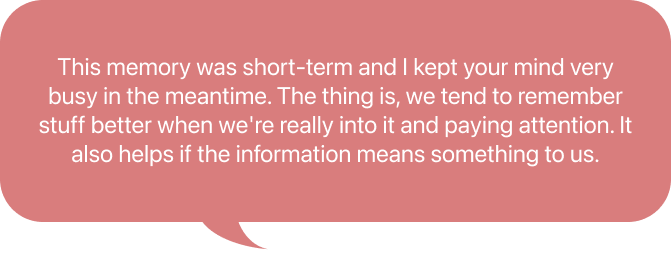 This memory was short-term and I kept your mind very
busy in the meantime. The thing is, we tend to remember
stuff better when we're really into it and paying attention. It
also helps if the information means something to us.